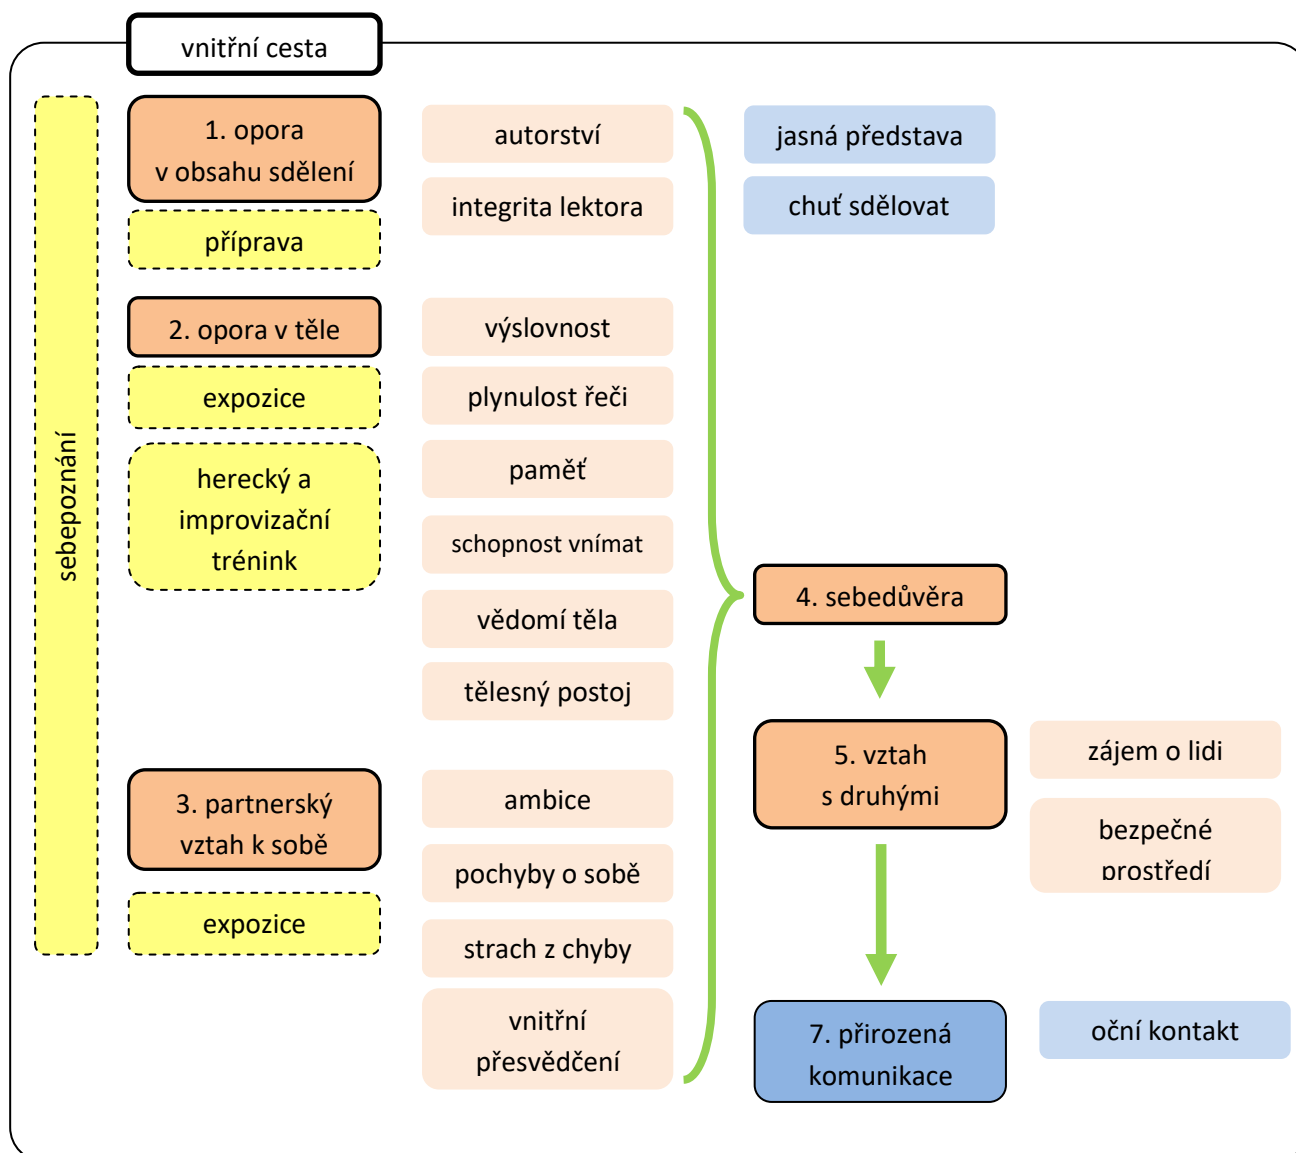 vnitřní cesta
sebepoznání
1. opora
v obsahu sdělení
příprava
autorství
integrita lektora
jasná představa
chuť sdělovat
2. opora v těle
expozice
herecký a
improvizační
trénink
výslovnost
plynulost řeči
paměť
schopnost vnímat
vědomí těla
tělesný postoj
3. partnerský
vztah k sobě
expozice
ambice
pochyby o sobě
strach z chyby
vnitřní
přesvědčení
4. sebedůvěra
5. vztah
s druhými
zájem o lidi
bezpečné
prostředí
7. přirozená
komunikace
oční kontakt